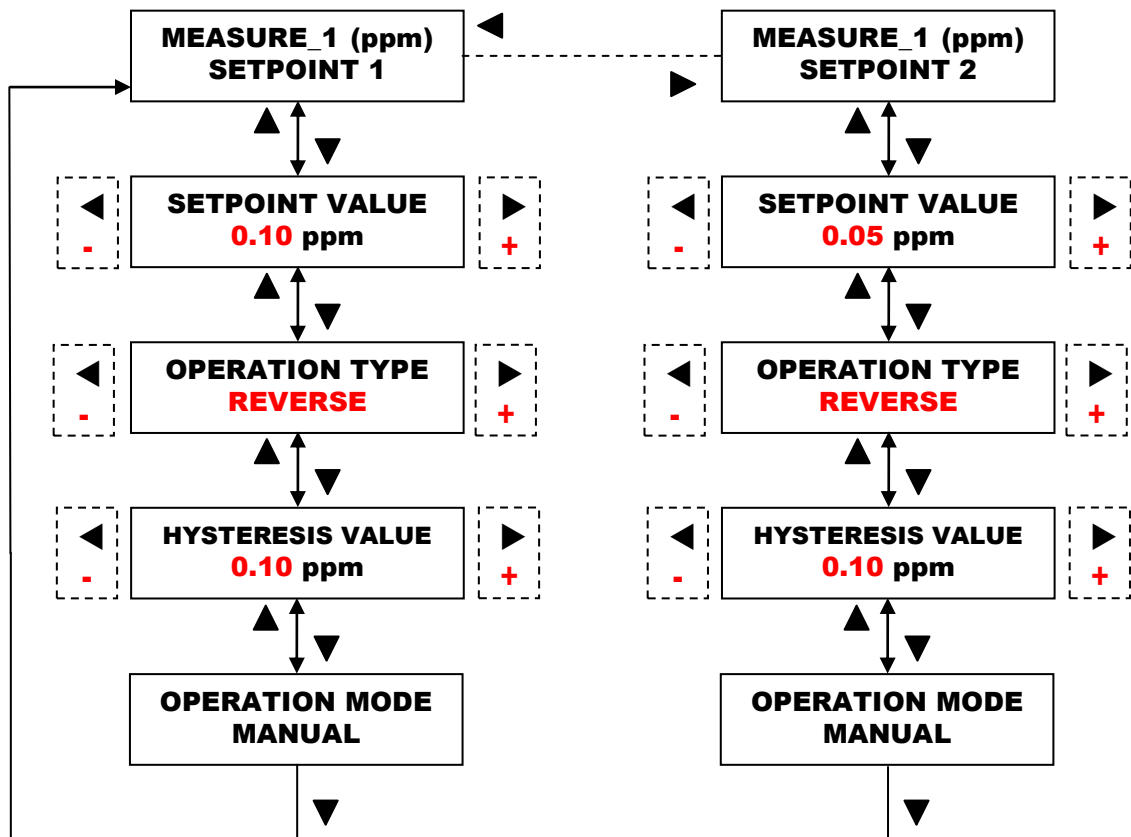 MEASURE_1 (ppm)
SETPOINT 1
SETPOINT VALUE
0.10 ppm
-
+
OPERATION TYPE
REVERSE
-
+
HYSTERESIS VALUE
0.10 ppm
-
+
OPERATION MODE
MANUAL
MEASURE_1 (ppm)
SETPOINT 2
SETPOINT VALUE
0.05 ppm
-
+
OPERATION TYPE
REVERSE
-
+
HYSTERESIS VALUE
0.10 ppm
-
+
OPERATION MODE
MANUAL